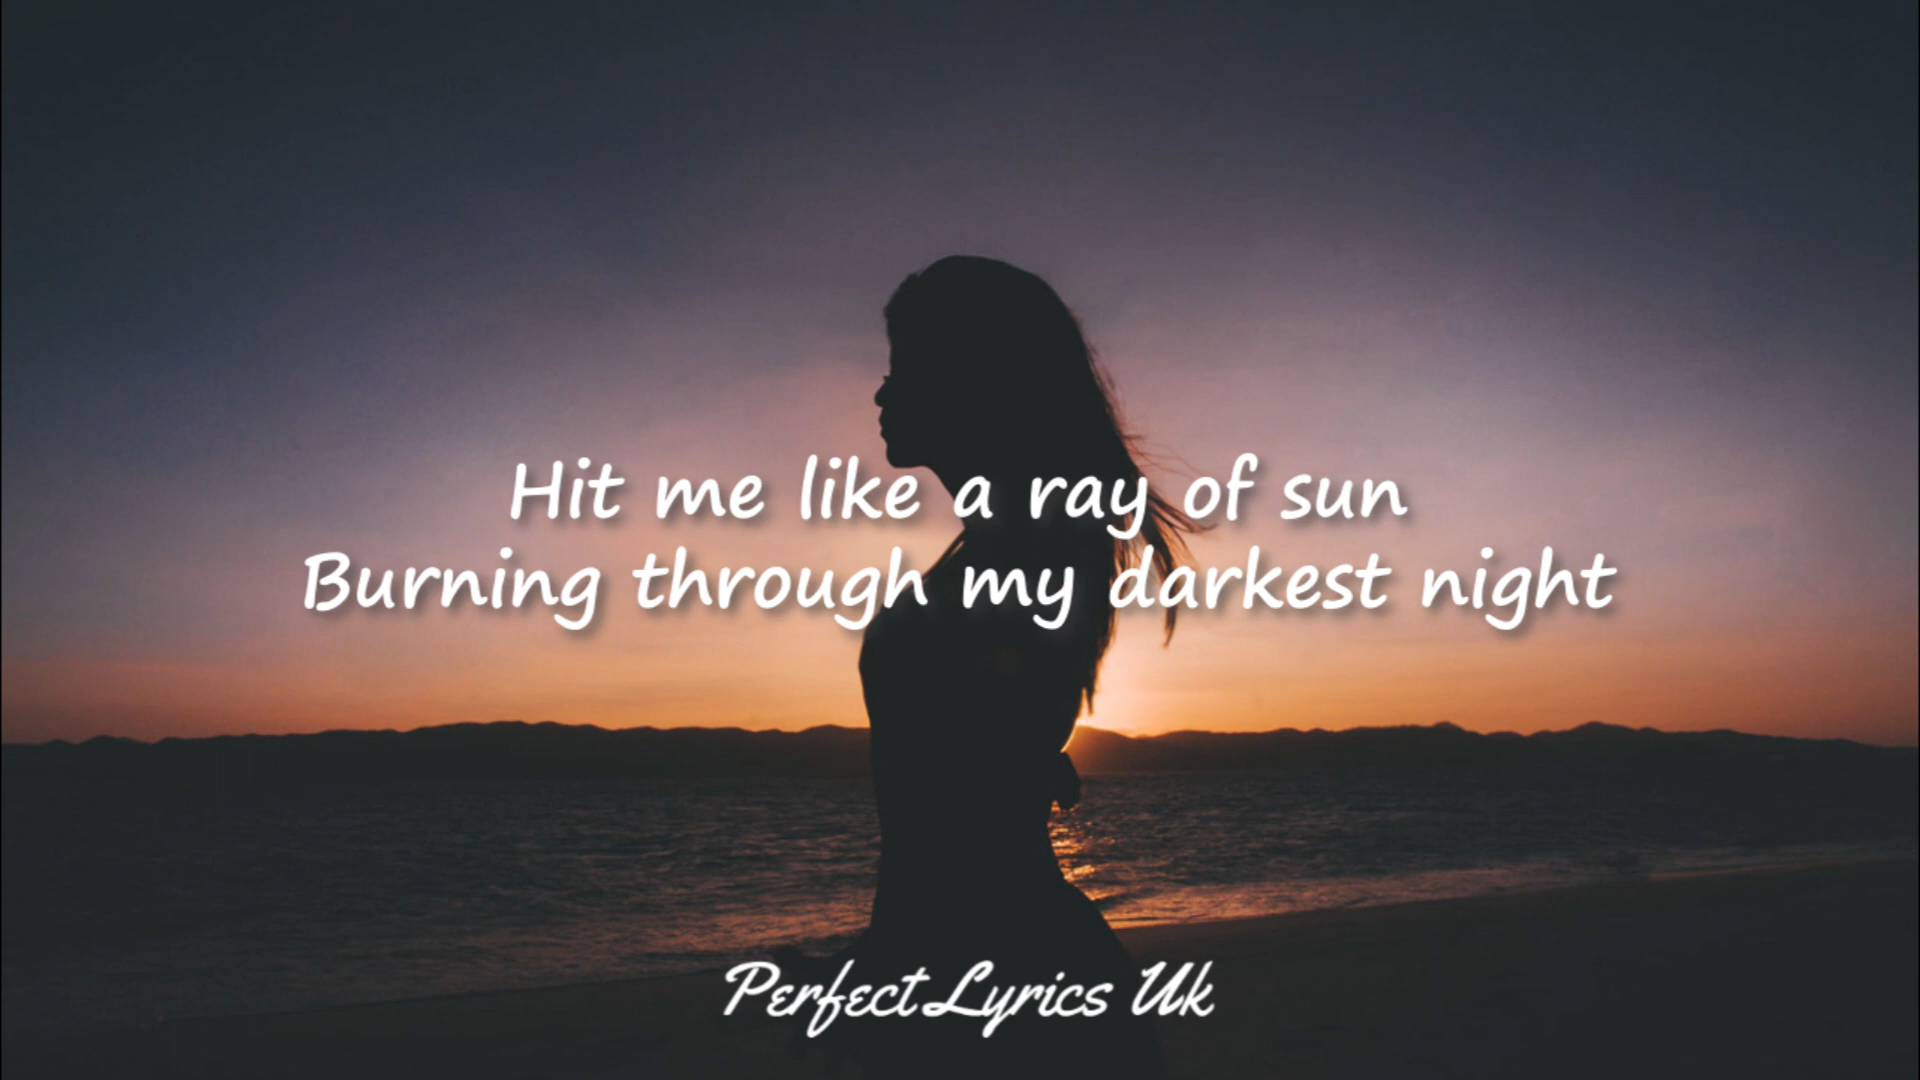 Hit me like a ray of sun
Burning through my darkest night
PerfectLyrics Uk